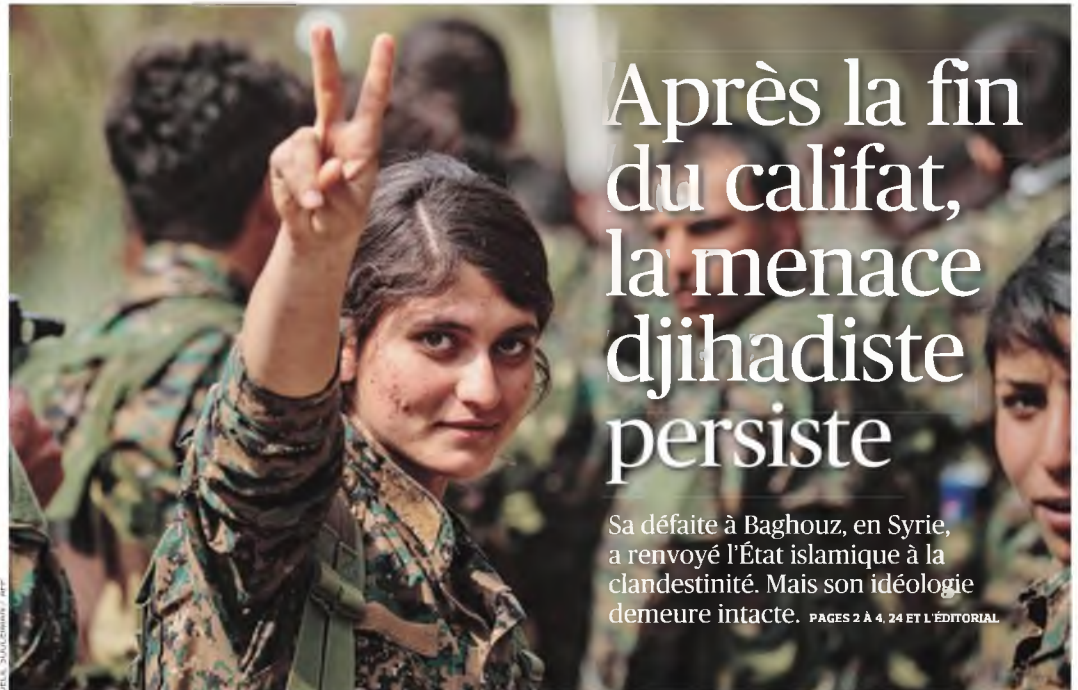 Après la fin
du califat,
la menace
djihadiste
persiste
Sa défaite à Baghouz, en Syrie,
a renvoyé l'État islamique à la
clandestinité. Mais son idéologie
demeure intacte. PAGES 2 À 4, 24 ET L'ÉDITORIAL